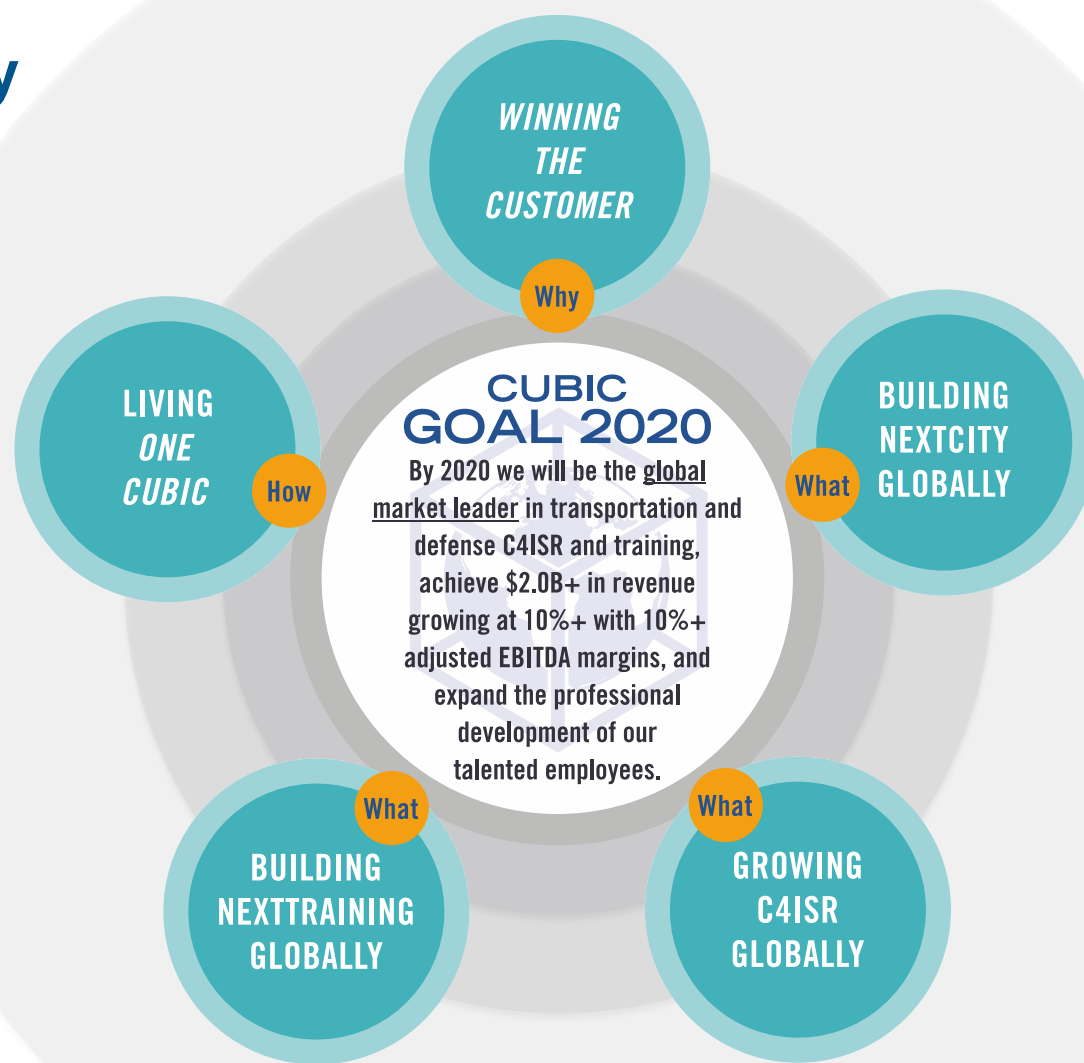 y
WINNING
THE
CUSTOMER
Why
LIVING
ONE
CUBIC
How
BUILDING
NEXTCITY
GLOBALLY
What
CUBIC
GOAL 2020
By 2020 we will be the global
market leader in transportation and
defense C4ISR and training,
achieve $2.0B+ in revenue
growing at 10%+ with 10%+
adjusted EBITDA margins, and
expand the professional
development of our
talented employees.
What
BUILDING
NEXTTRAINING
GLOBALLY
What
GROWING
C4ISR
GLOBALLY